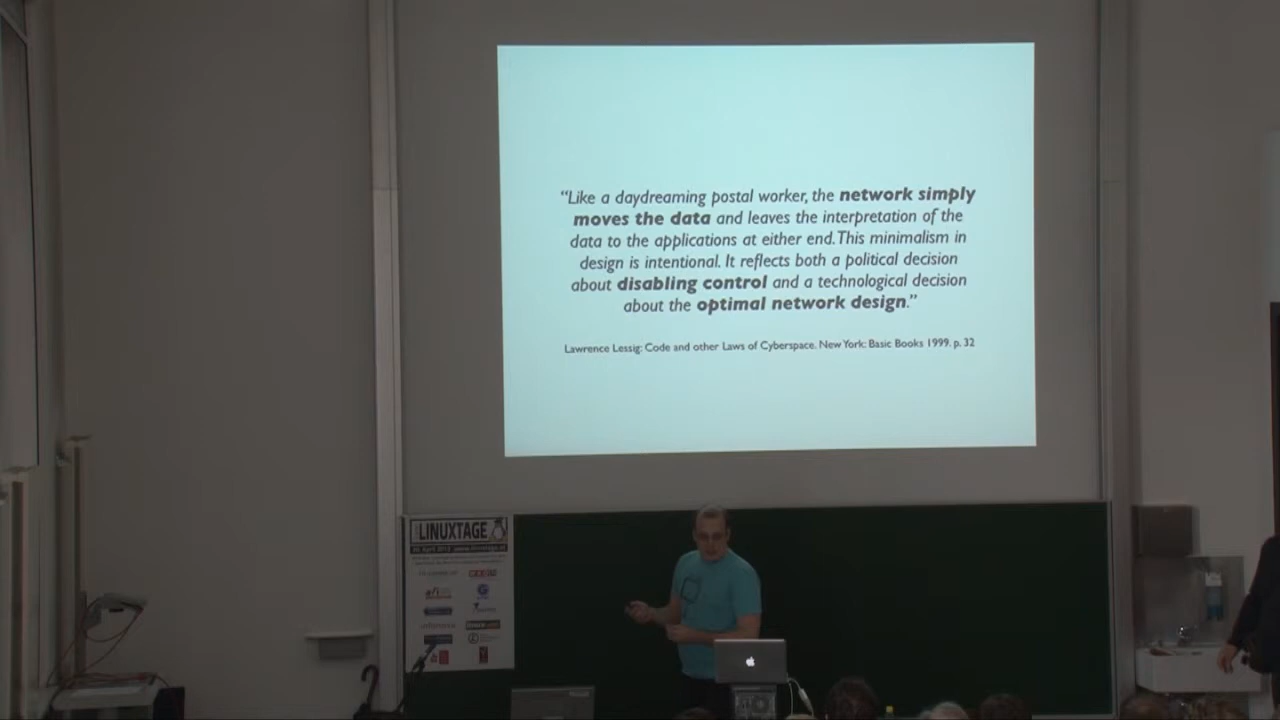 “Like a daydreaming postal worker, the network simply
moves the data and leaves the interpretation of the
data to the applications at either end. This minimalism in
design is intentional. It reflects both a political decision
about disabling control and a technological decision
about the optimal network design.”
Lawrence Lessig: Code and other Laws of Cyberspace. New York: Basic Books 1999. p. 32
LINUXTAGE